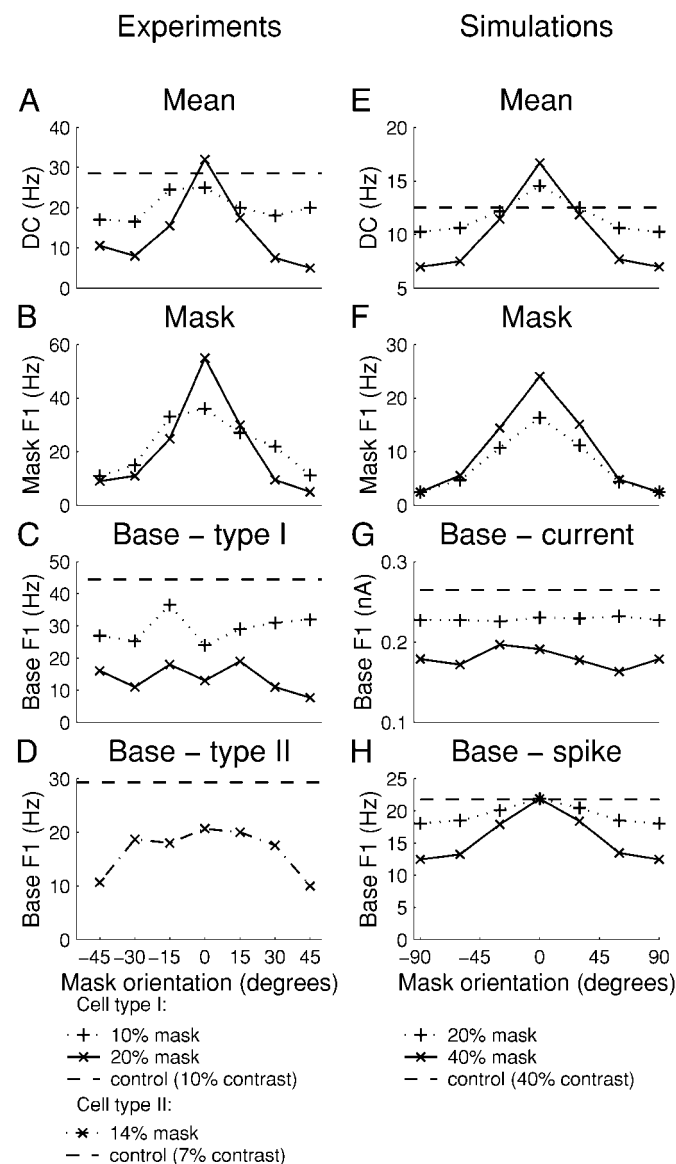 Experiments
Simulations
A Mean
DC (Hz)
40
30
20
10
0
E Mean
DC (Hz)
20
15
10
5
B Mask
Mask F1 (Hz)
60
40
20
0
F Mask
Mask F1 (Hz)
30
20
10
0
C Base – type I
Base F1 (Hz)
50
40
30
20
10
0
G Base – current
Base F1 (nA)
0.3
0.2
0.1
D Base – type II
Base F1 (Hz)
30
20
10
0
−45 −30 −15 0 15 30 45
Mask orientation (degrees)
H Base – spike
Base F1 (Hz)
25
20
15
10
5
0
−90 −45 0 45 90
Mask orientation (degrees)
Cell type I:
10% mask
20% mask
control (10% contrast)
Cell type II:
14% mask
control (7% contrast)
20% mask
40% mask
control (40% contrast)